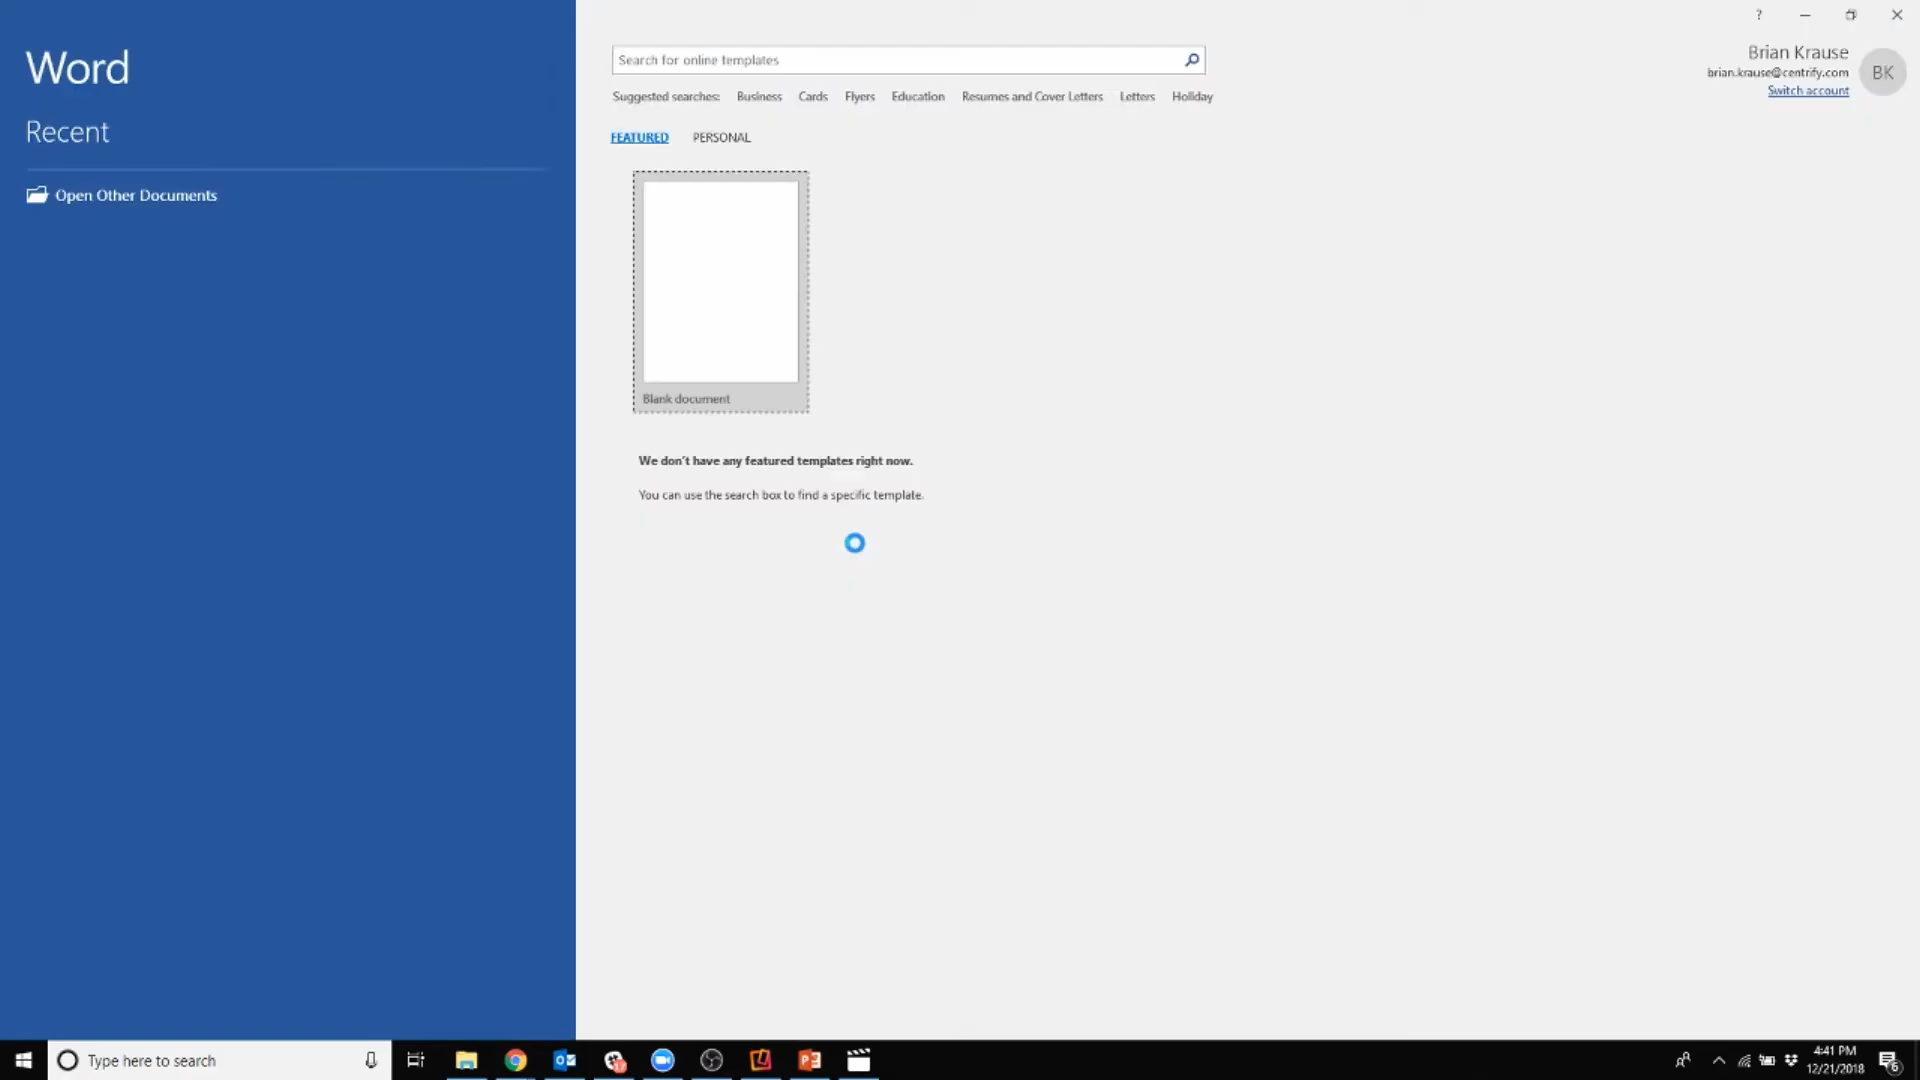 Word
Recent
Open Other Documents
?
Search for online templates
Suggested searches: Business Cards Flyers Education Resumes and Cover Letters Letters Holiday
FEATURED PERSONAL
Blank document
We don't have any featured templates right now.
You can use the search box to find a specific template.
Brian Krause
brian.krause@centrify.com
Switch account
BK
Type here to search
4:41 PM
12/21/2018
6